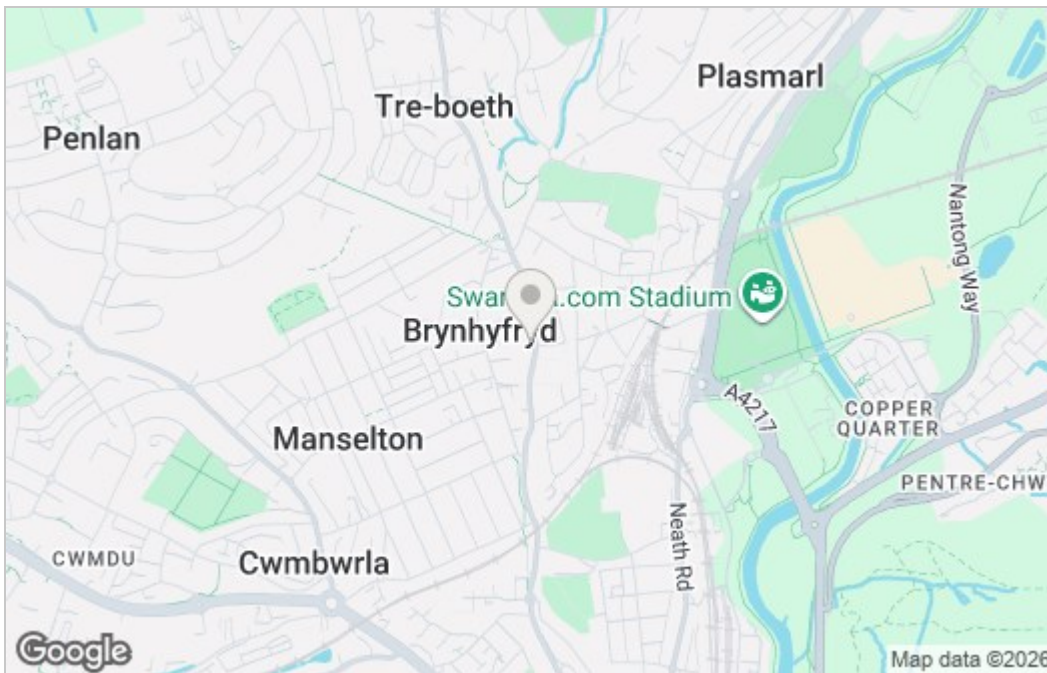 Plasmarl
Tre-boeth
Penlan
Nantong Way
Swan
.com Stadium
Brynhyfryd
A4217
COPPER
QUARTER
Manselton
PENTRE-CHW
Neath Rd
CWMDU
Cwmbwrla
Google
Map data ©2026